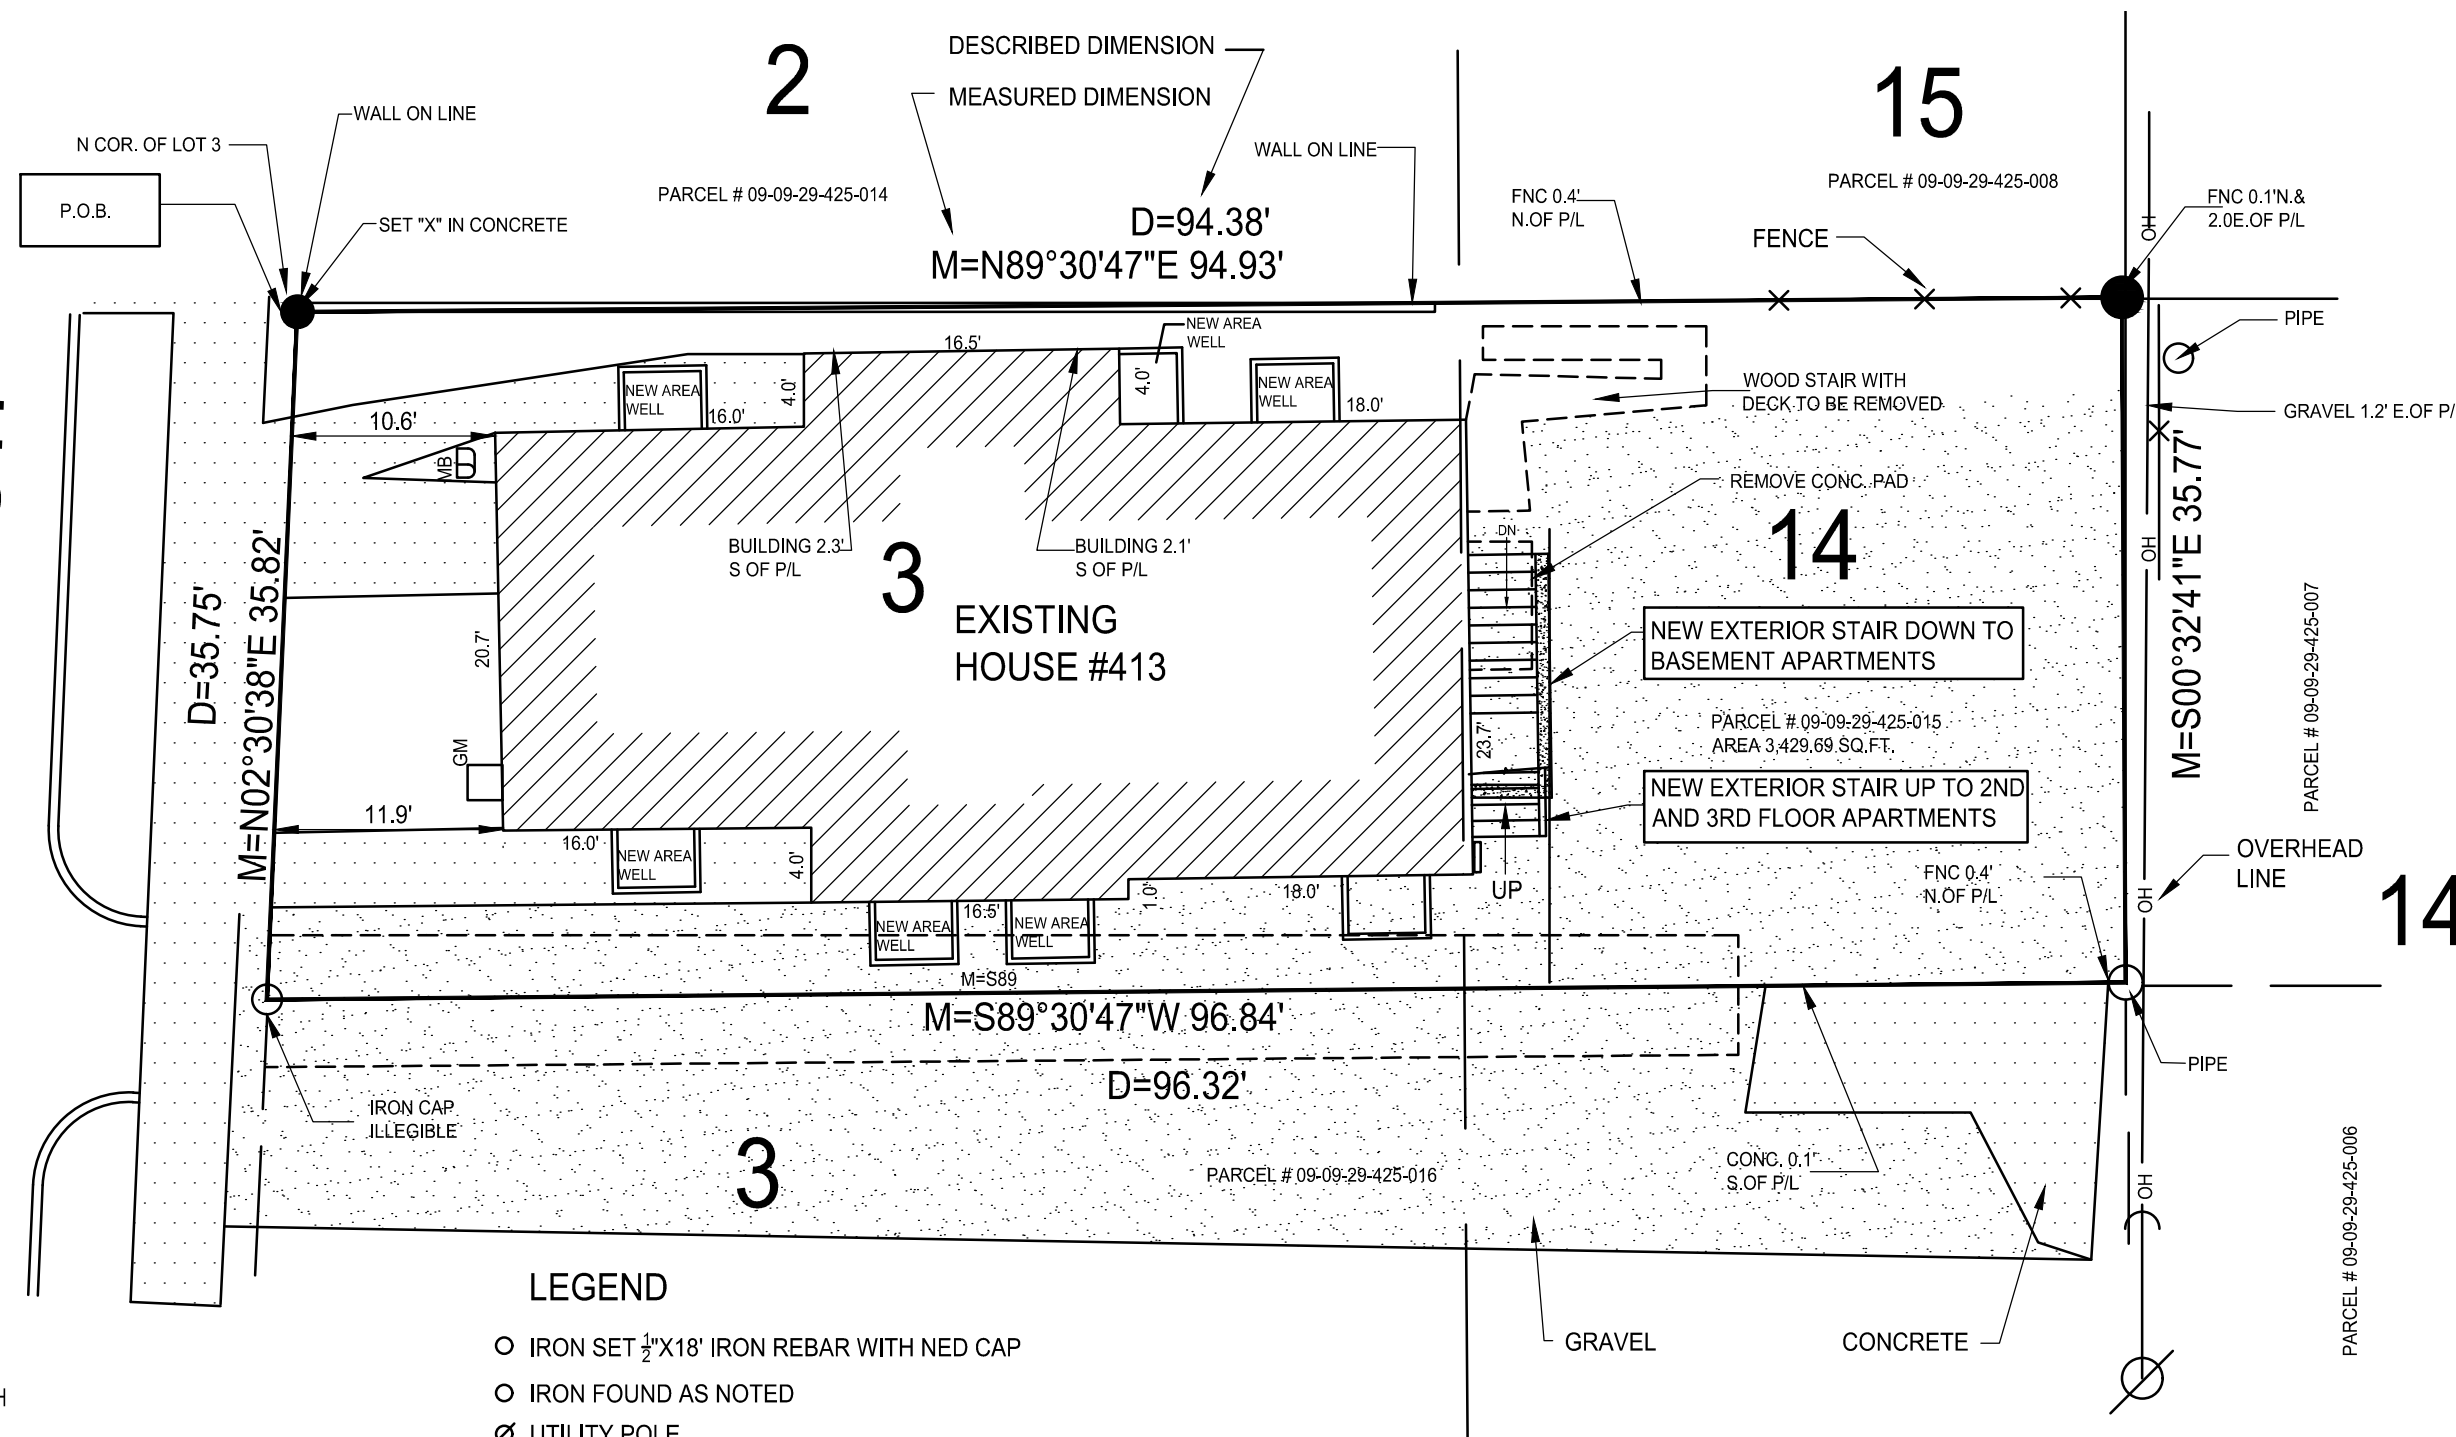 2
DESCRIBED DIMENSION
MEASURED DIMENSION
15
WALL ON LINE
N COR. OF LOT 3
P.O.B.
SET "X" IN CONCRETE
PARCEL # 09-09-29-425-014
WALL ON LINE
D=94.38'
M=N89°30'47"E 94.93'
FNC 0.4'
N.OF P/L
PARCEL # 09-09-29-425-008
FENCE
FNC 0.1'N.&
2.0E.OF P/L
OH
PIPE
GRAVEL 1.2' E.OF P/
NEW AREA
WELL
16.5'
4.0'
4.0'
NEW AREA
WELL
16.0'
NEW AREA
WELL
18.0'
10.6'
MB
WOOD STAIR WITH
DECK TO BE REMOVED
REMOVE CONC. PAD
14
DN
BUILDING 2.3'
S OF P/L
BUILDING 2.1'
S OF P/L
3
EXISTING
HOUSE #413
D=35.75'
M=N02°30'38"E 35.82'
20.7'
GM
NEW EXTERIOR STAIR DOWN TO
BASEMENT APARTMENTS
PARCEL # 09-09-29-425-015
AREA 3,429.69 SQ.FT.
23.7'
NEW EXTERIOR STAIR UP TO 2ND
AND 3RD FLOOR APARTMENTS
OH
M=S00°32'41"E 35.77'
PARCEL # 09-09-29-425-007
11.9'
16.0'
NEW AREA
WELL
4.0'
NEW AREA
WELL
16.5'
NEW AREA
WELL
1.0'
18.0'
UP
FNC 0.4'
N.OF P/L
OVERHEAD
LINE
OH
14
M=S89
M=S89°30'47"W 96.84'
D=96.32'
PIPE
IRON CAP
ILLEGIBLE
3
PARCEL # 09-09-29-425-016
CONC. 0.1'
S.OF P/L
OH
PARCEL # 09-09-29-425-006
LEGEND
GRAVEL
CONCRETE
IRON SET ½"X18' IRON REBAR WITH NED CAP
IRON FOUND AS NOTED
UTILITY POLE
H